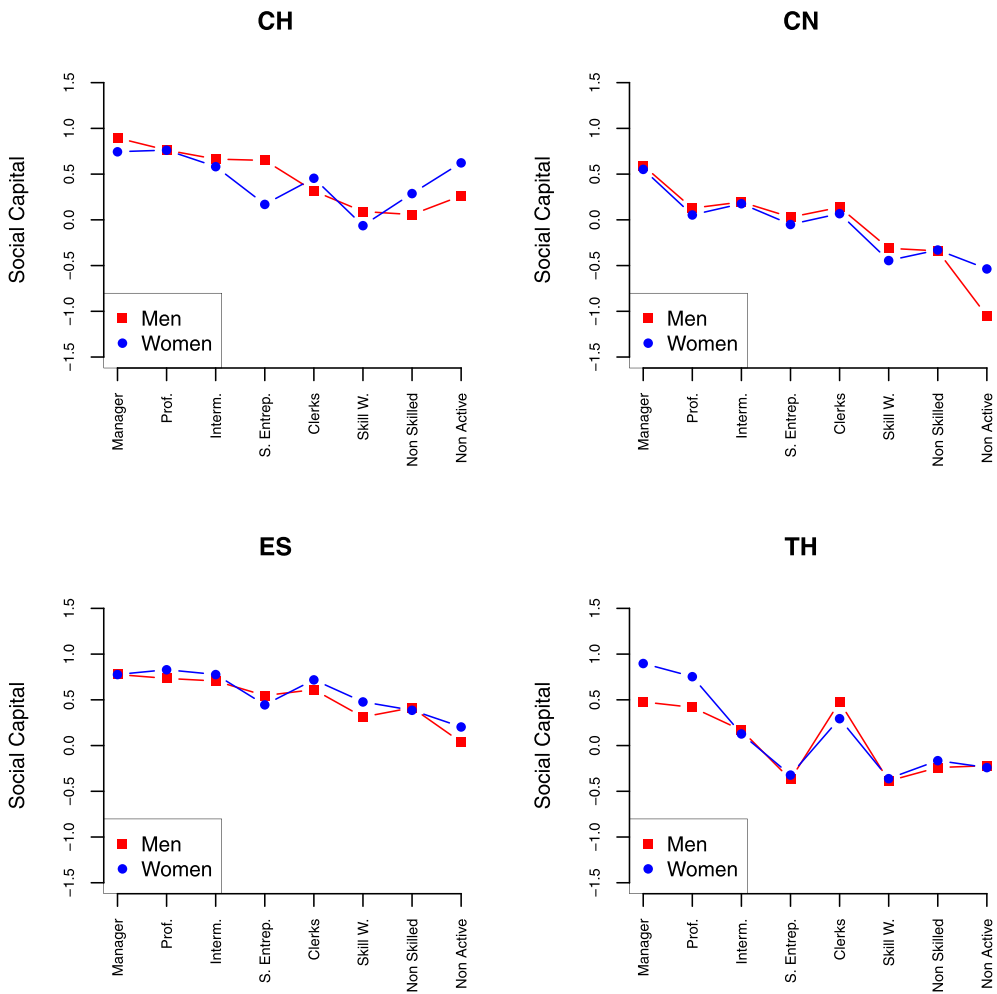 CH
Social Capital
1.5
1.0
0.5
0.0
−0.5
−1.0
−1.5
Men
Women
Manager
Prof.
Interm.
S. Entrep.
Clerks
Skill W.
Non Skilled
Non Active
CN
Social Capital
1.5
1.0
0.5
0.0
−0.5
−1.0
−1.5
Men
Women
Manager
Prof.
Interm.
S. Entrep.
Clerks
Skill W.
Non Skilled
Non Active
ES
Social Capital
1.5
1.0
0.5
0.0
−0.5
−1.0
−1.5
Men
Women
Manager
Prof.
Interm.
S. Entrep.
Clerks
Skill W.
Non Skilled
Non Active
TH
Social Capital
1.5
1.0
0.5
0.0
−0.5
−1.0
−1.5
Men
Women
Manager
Prof.
Interm.
S. Entrep.
Clerks
Skill W.
Non Skilled
Non Active